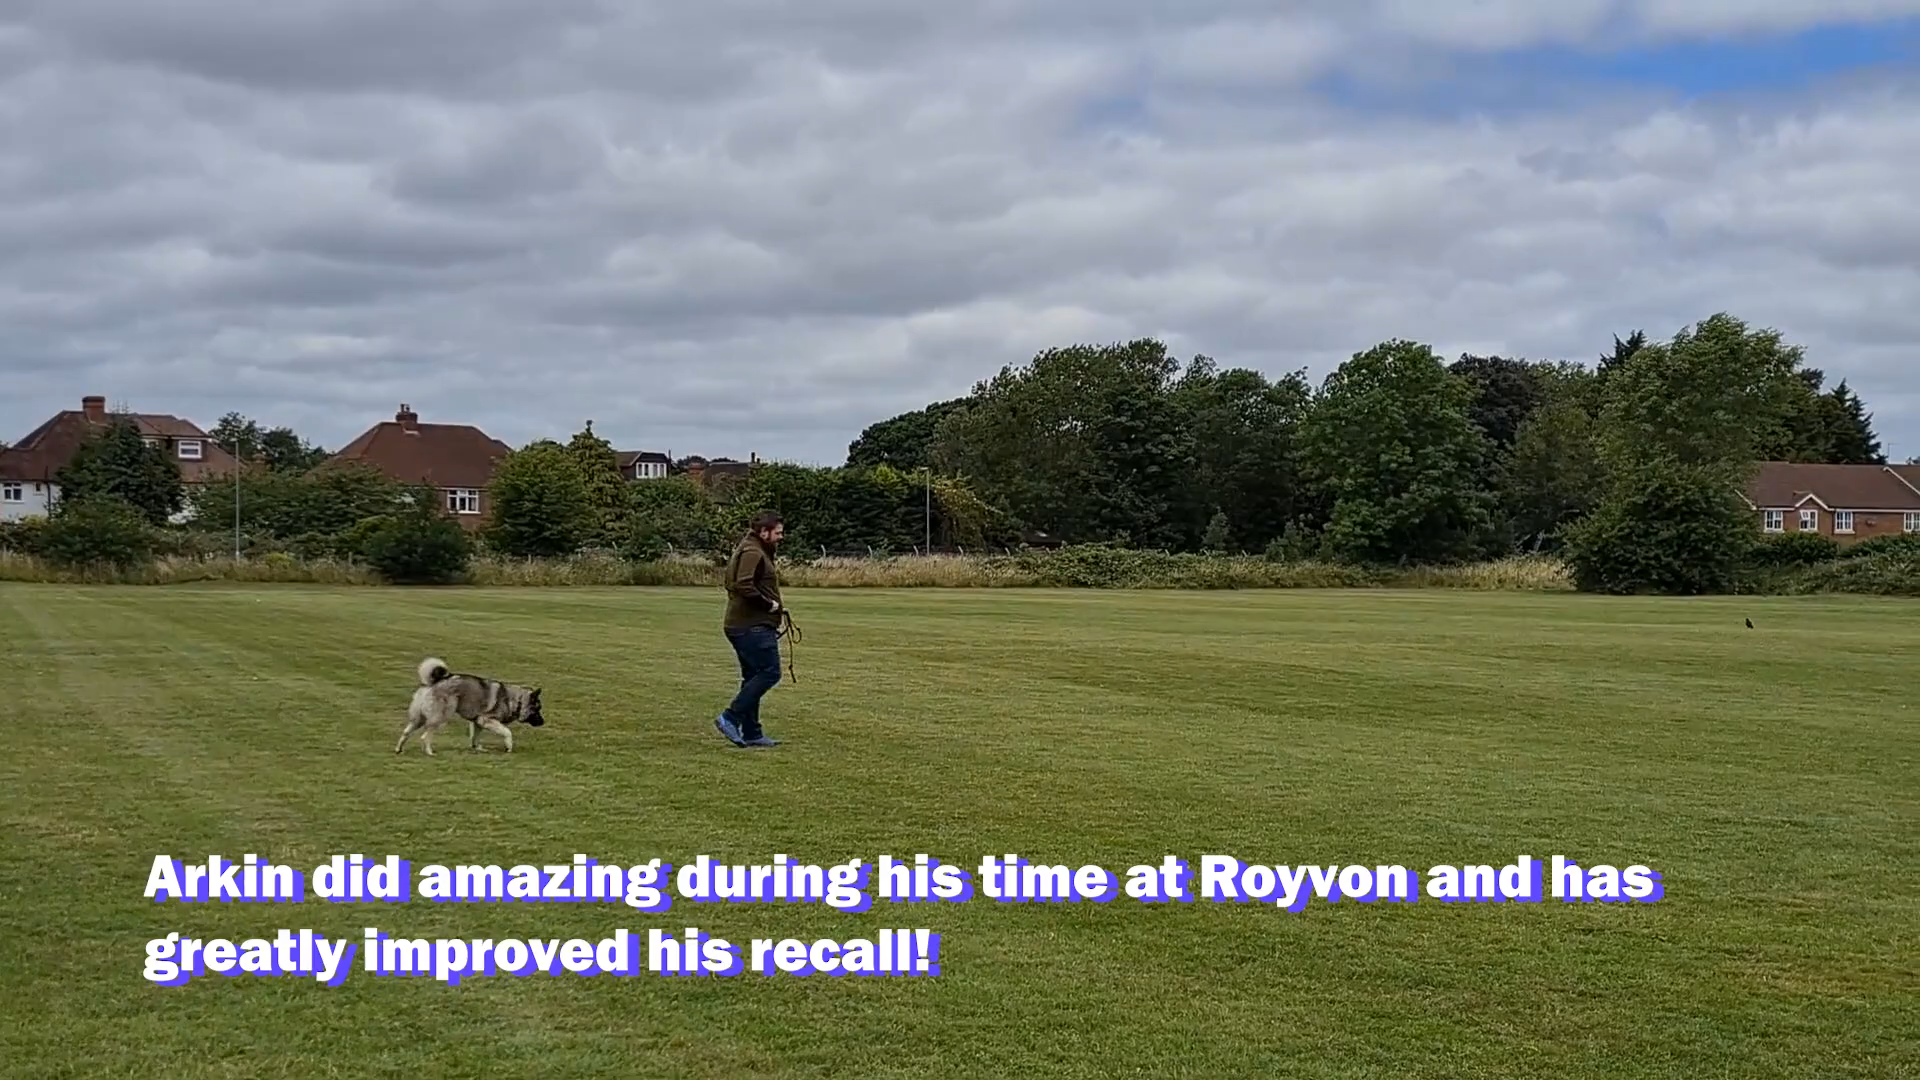 Arkin did amazing during his time at Royvon and has
greatly improved his recall!